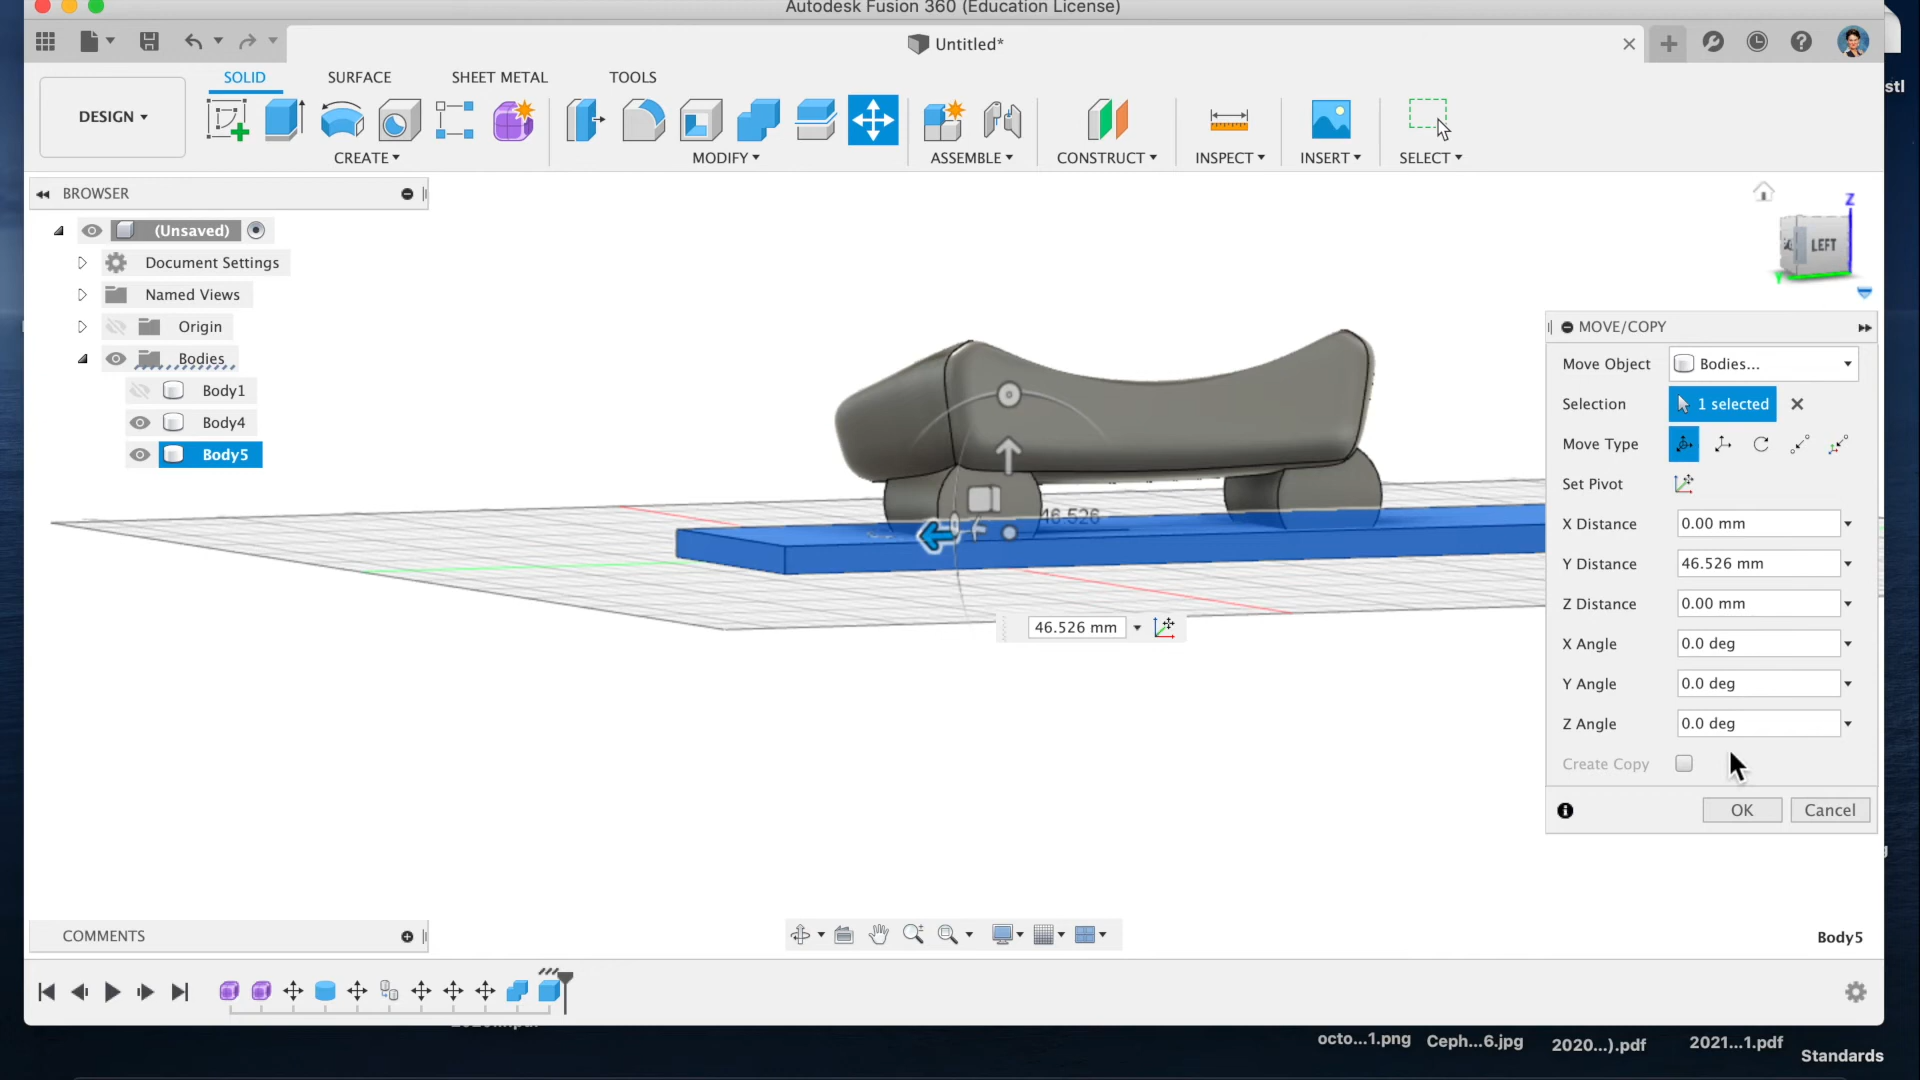 Autodesk Fusion 360 (Education License)
Untitled*
stl
SOLID
SURFACE
SHEET METAL
TOOLS
DESIGN
CREATE
MODIFY
ASSEMBLE
CONSTRUCT
INSPECT
INSERT
SELECT
BROWSER
(Unsaved)
Document Settings
Named Views
Origin
Bodies
Body1
Body4
Body5
Z
LEFT
Y
46.526
46.526 mm
MOVE/COPY
Move Object
Bodies...
Selection
1 selected
Move Type
Set Pivot
X Distance
0.00 mm
Y Distance
46.526 mm
Z Distance
0.00 mm
X Angle
0.0 deg
Y Angle
0.0 deg
Z Angle
0.0 deg
Create Copy
OK
Cancel
COMMENTS
Body5
octo...1.png
Ceph...6.jpg
2020...).pdf
2021...1.pdf
Standards